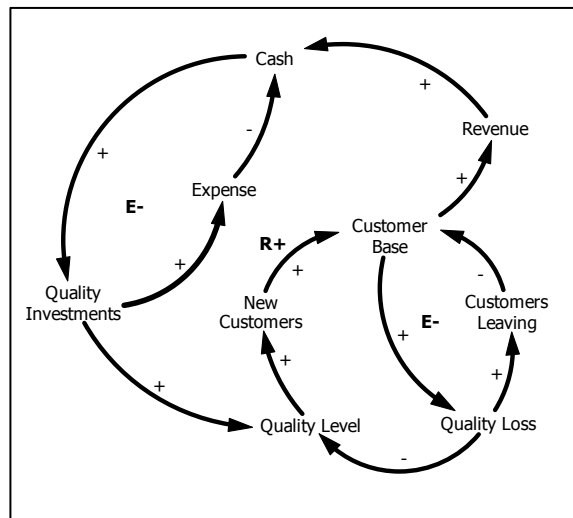 Cash
+
+
-
Revenue
+
Expense
E-
Customer
Base
R+
+
+
-
Quality
Investments
New
Customers
Customers
Leaving
E-
+
+
+
+
Quality Level
Quality Loss
-